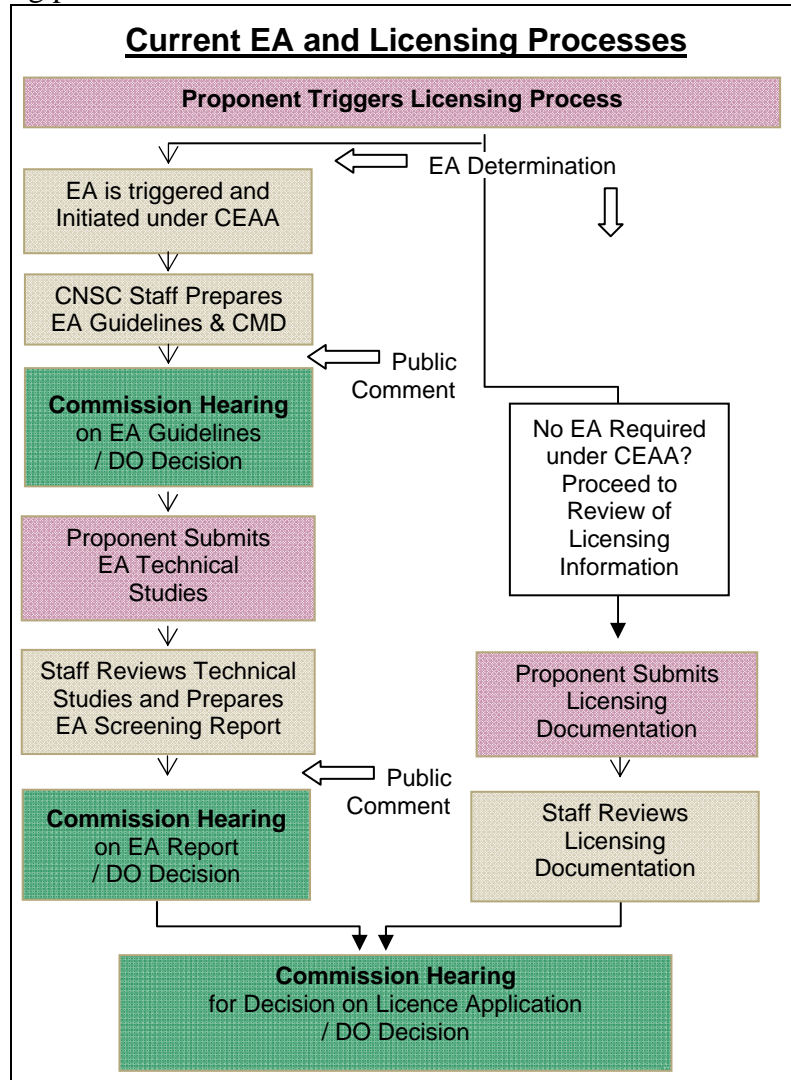 Current EA and Licensing Processes
Proponent Triggers Licensing Process
EA Determination
EA is triggered and
Initiated under CEAA
CNSC Staff Prepares
EA Guidelines & CMD
Public
Comment
Commission Hearing
on EA Guidelines
/ DO Decision
No EA Required
under CEAA?
Proceed to
Review of
Licensing
Information
Proponent Submits
EA Technical
Studies
Staff Reviews Technical
Studies and Prepares
EA Screening Report
Proponent Submits
Licensing
Documentation
Public
Comment
Commission Hearing
on EA Report
/ DO Decision
Staff Reviews
Licensing
Documentation
Commission Hearing
for Decision on Licence Application
/ DO Decision